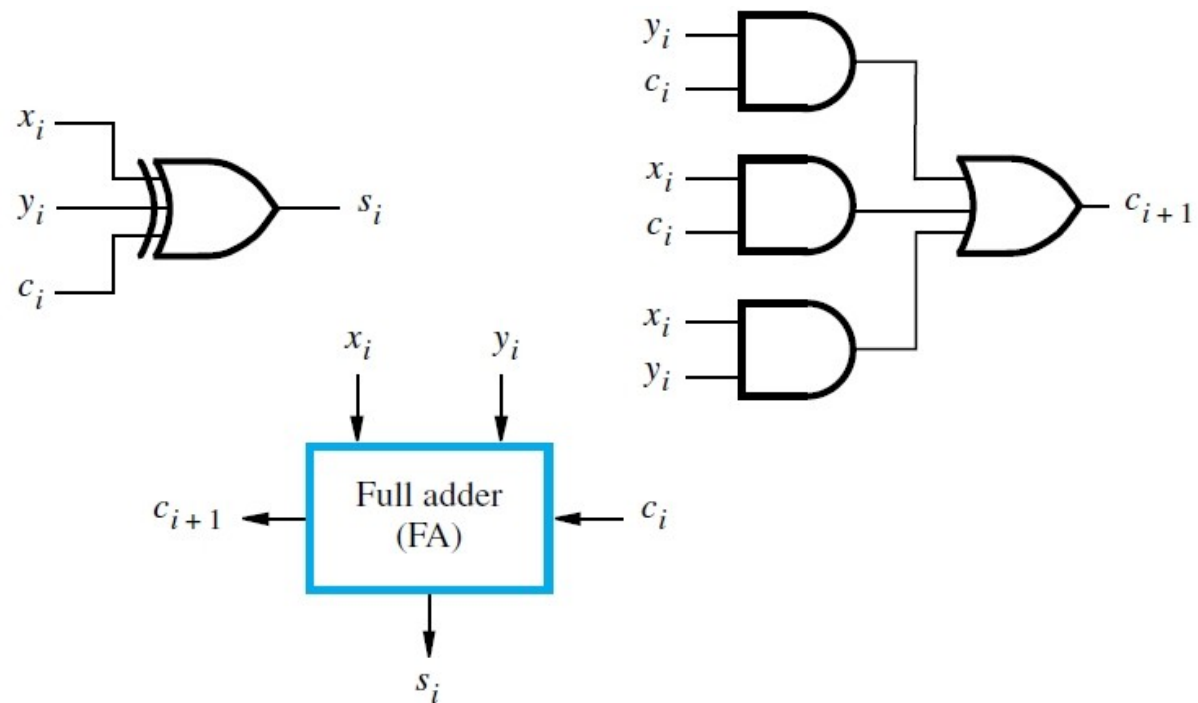 x_i
y_i
c_i
s_i
y_i
c_i
x_i
c_i
x_i
y_i
c_{i+1}
x_i
y_i
Full adder
(FA)
c_{i+1}
c_i
s_i